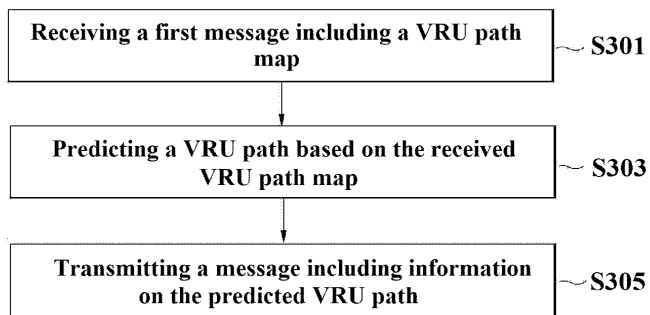 Receiving a first message including a VRU path
map
S301
Predicting a VRU path based on the received
VRU path map
S303
Transmitting a message including information
on the predicted VRU path
S305